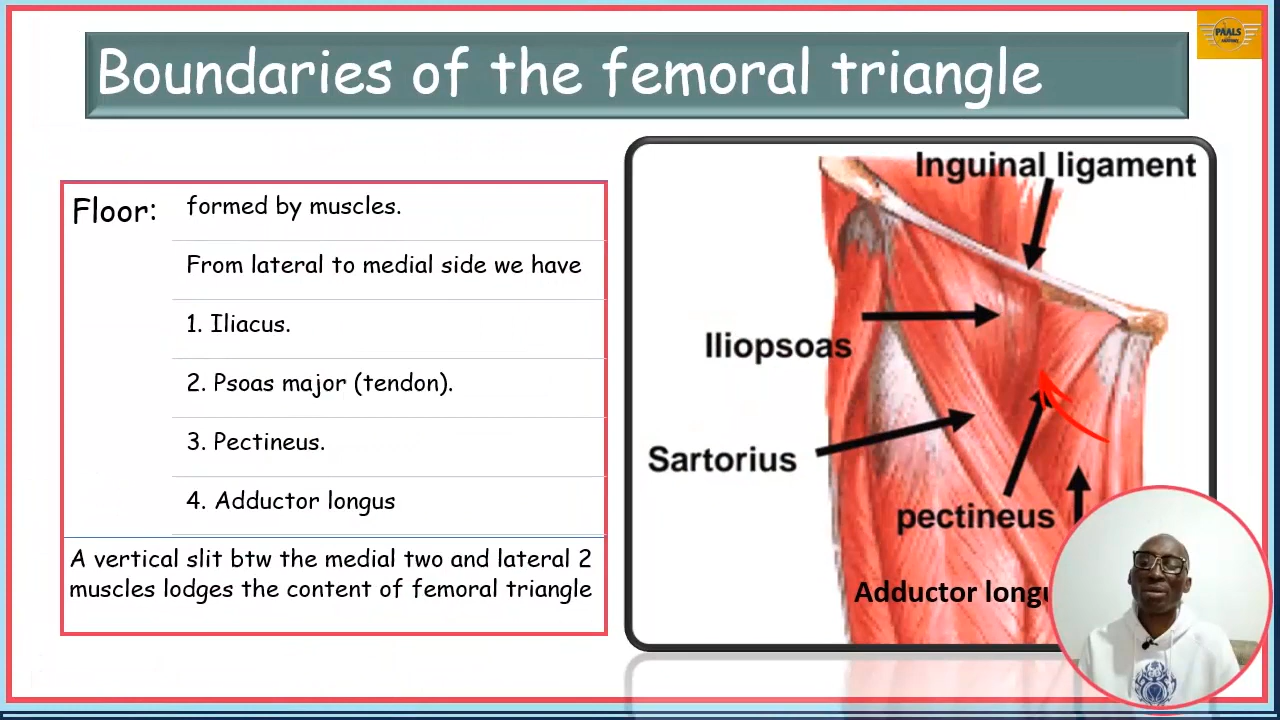 Boundaries of the femoral triangle
PAALS
Floor:
formed by muscles.
From lateral to medial side we have
1. Iliacus.
2. Psoas major (tendon).
3. Pectineus.
4. Adductor longus
A vertical slit btw the medial two and lateral 2
muscles lodges the content of femoral triangle
Inguinal ligament
Iliopsoas
Sartorius
pectineus
Adductor